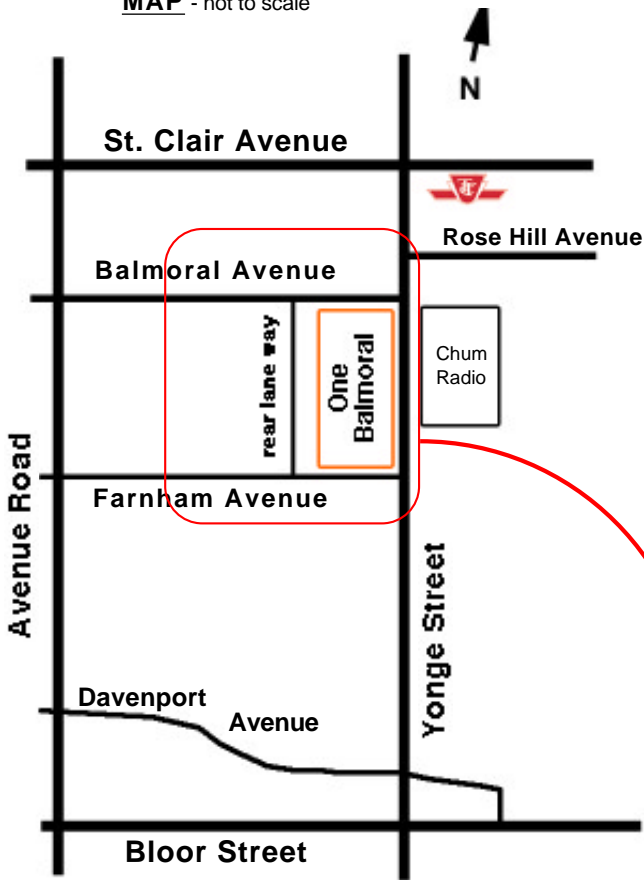 MAP - not to scale
N
St. Clair Avenue
Rose Hill Avenue
Balmoral Avenue
rear lane way
One
Balmoral
Chum
Radio
Farnham Avenue
Avenue Road
Yonge Street
Davenport
Avenue
Bloor Street